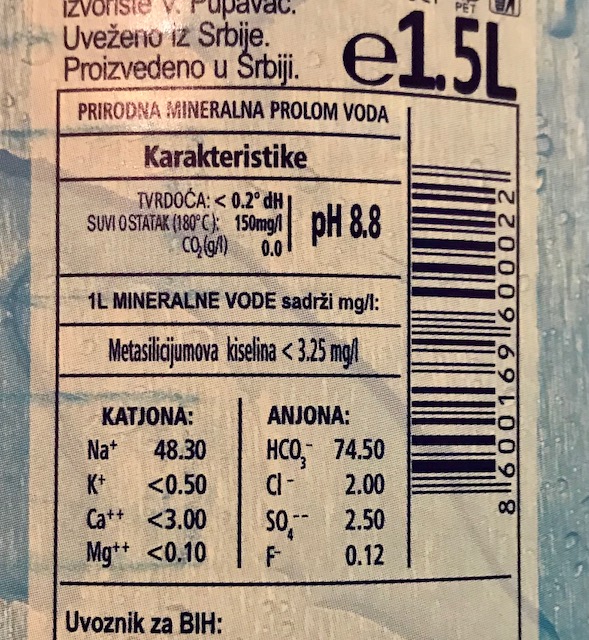 izvorište V. Pupavac.
Uveženo iz Srbije.
Proizvedeno u Srbiji.
PET
e1.5L
PRIRODNA MINERALNA PROLOM VODA
Karakteristike
TVRDOĆA: < 0.2° dH
SUVI OSTATAK (180°C): 150mg/l
CO₂(g/l) 0.0
pH 8.8
1L MINERALNE VODE sadrži mg/l:
Metasilicijumova kiselina < 3.25 mg/l
KATJONA:
Na⁺ 48.30
K⁺ <0.50
Ca⁺⁺ <3.00
Mg⁺⁺ <0.10
ANJONA:
HCO₃⁻ 74.50
Cl⁻ 2.00
SO₄⁻⁻ 2.50
F⁻ 0.12
8600169600022
Uvoznik za BIH: